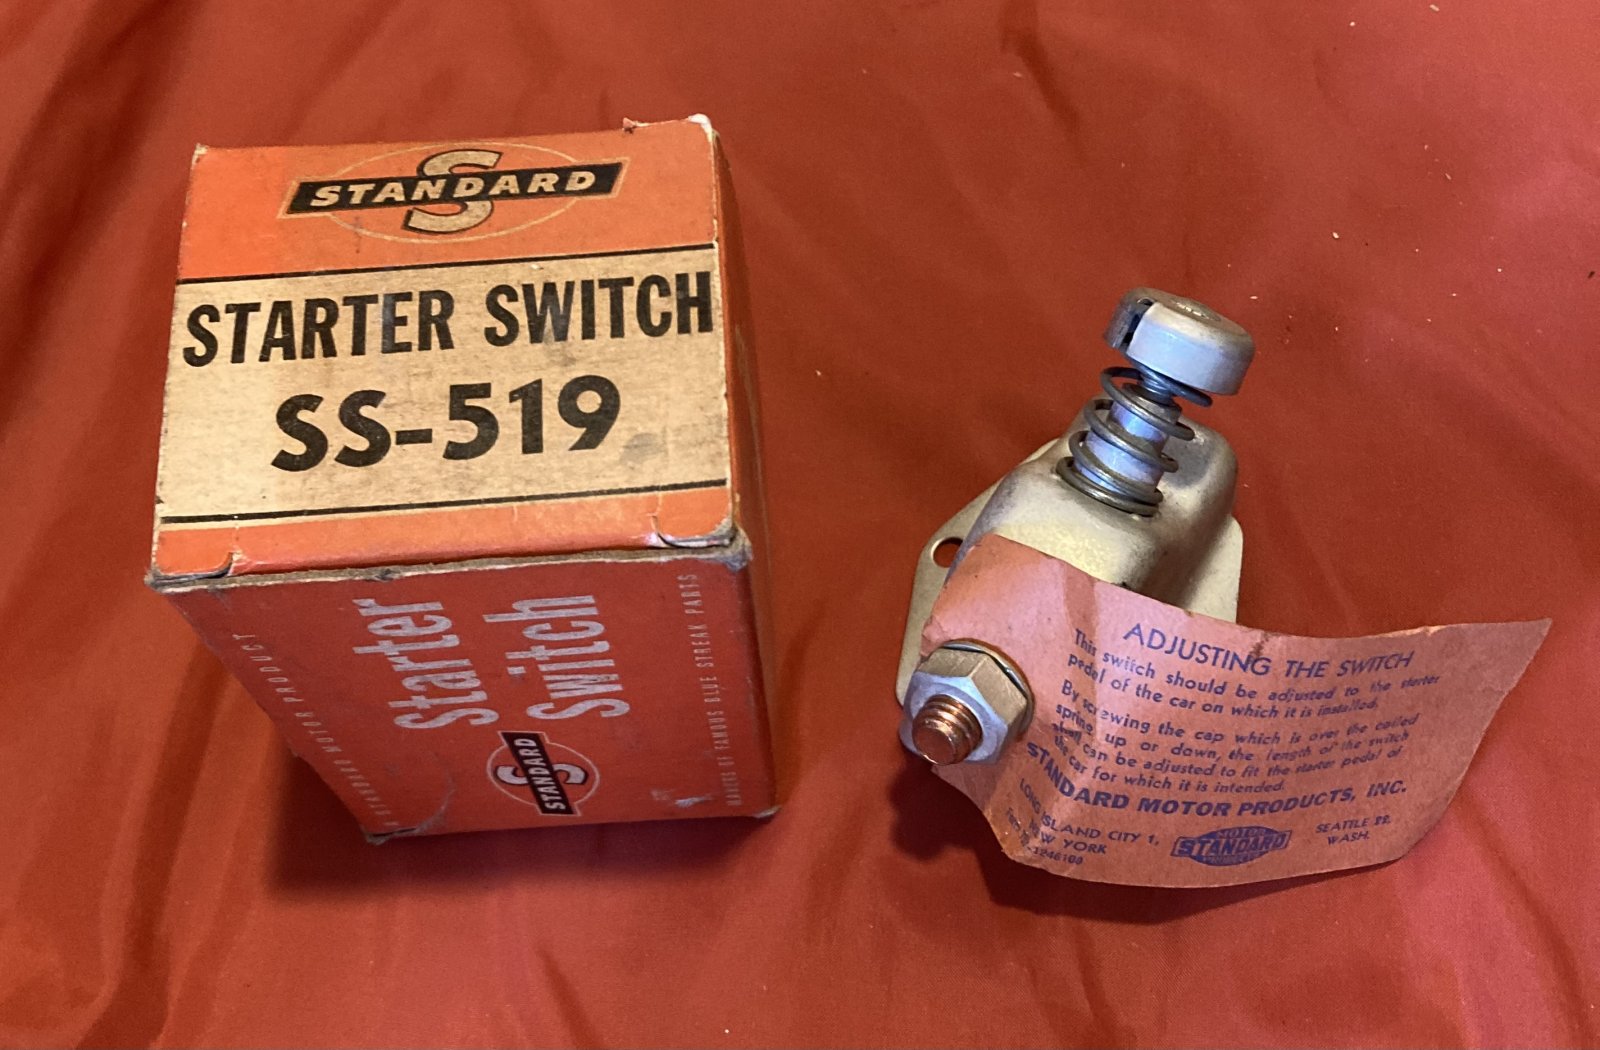 S
STANDARD
STARTER SWITCH
SS-519
Starter
Switch
S
STANDARD
A STANDARD MOTOR PRODUCT
MAKERS OF FAMOUS BLUE STREAK PARTS
ADJUSTING THE SWITCH
This switch should be adjusted to the starter
pedal of the car on which it is installed.
By screwing the cap which is over the coiled
spring up or down, the length of the switch
shaft can be adjusted to fit the starter pedal of
the car for which it is intended.
STANDARD MOTOR PRODUCTS, INC.
LONG ISLAND CITY 1,
NEW YORK
MOTOR
STANDARD
PRODUCTS
SEATTLE 22,
WASH.